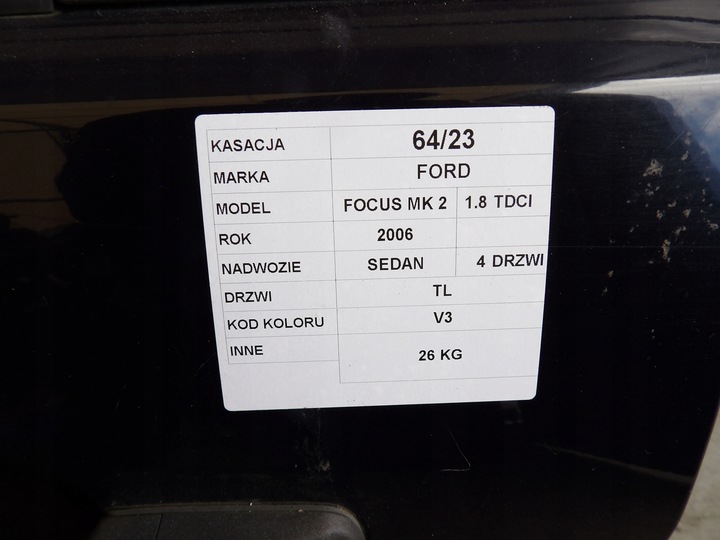 KASACJA 64/23
MARKA FORD
MODEL FOCUS MK 2 1.8 TDCI
ROK 2006
NADWOZIE SEDAN 4 DRZWI
DRZWI TL
KOD KOLORU V3
INNE 26 KG